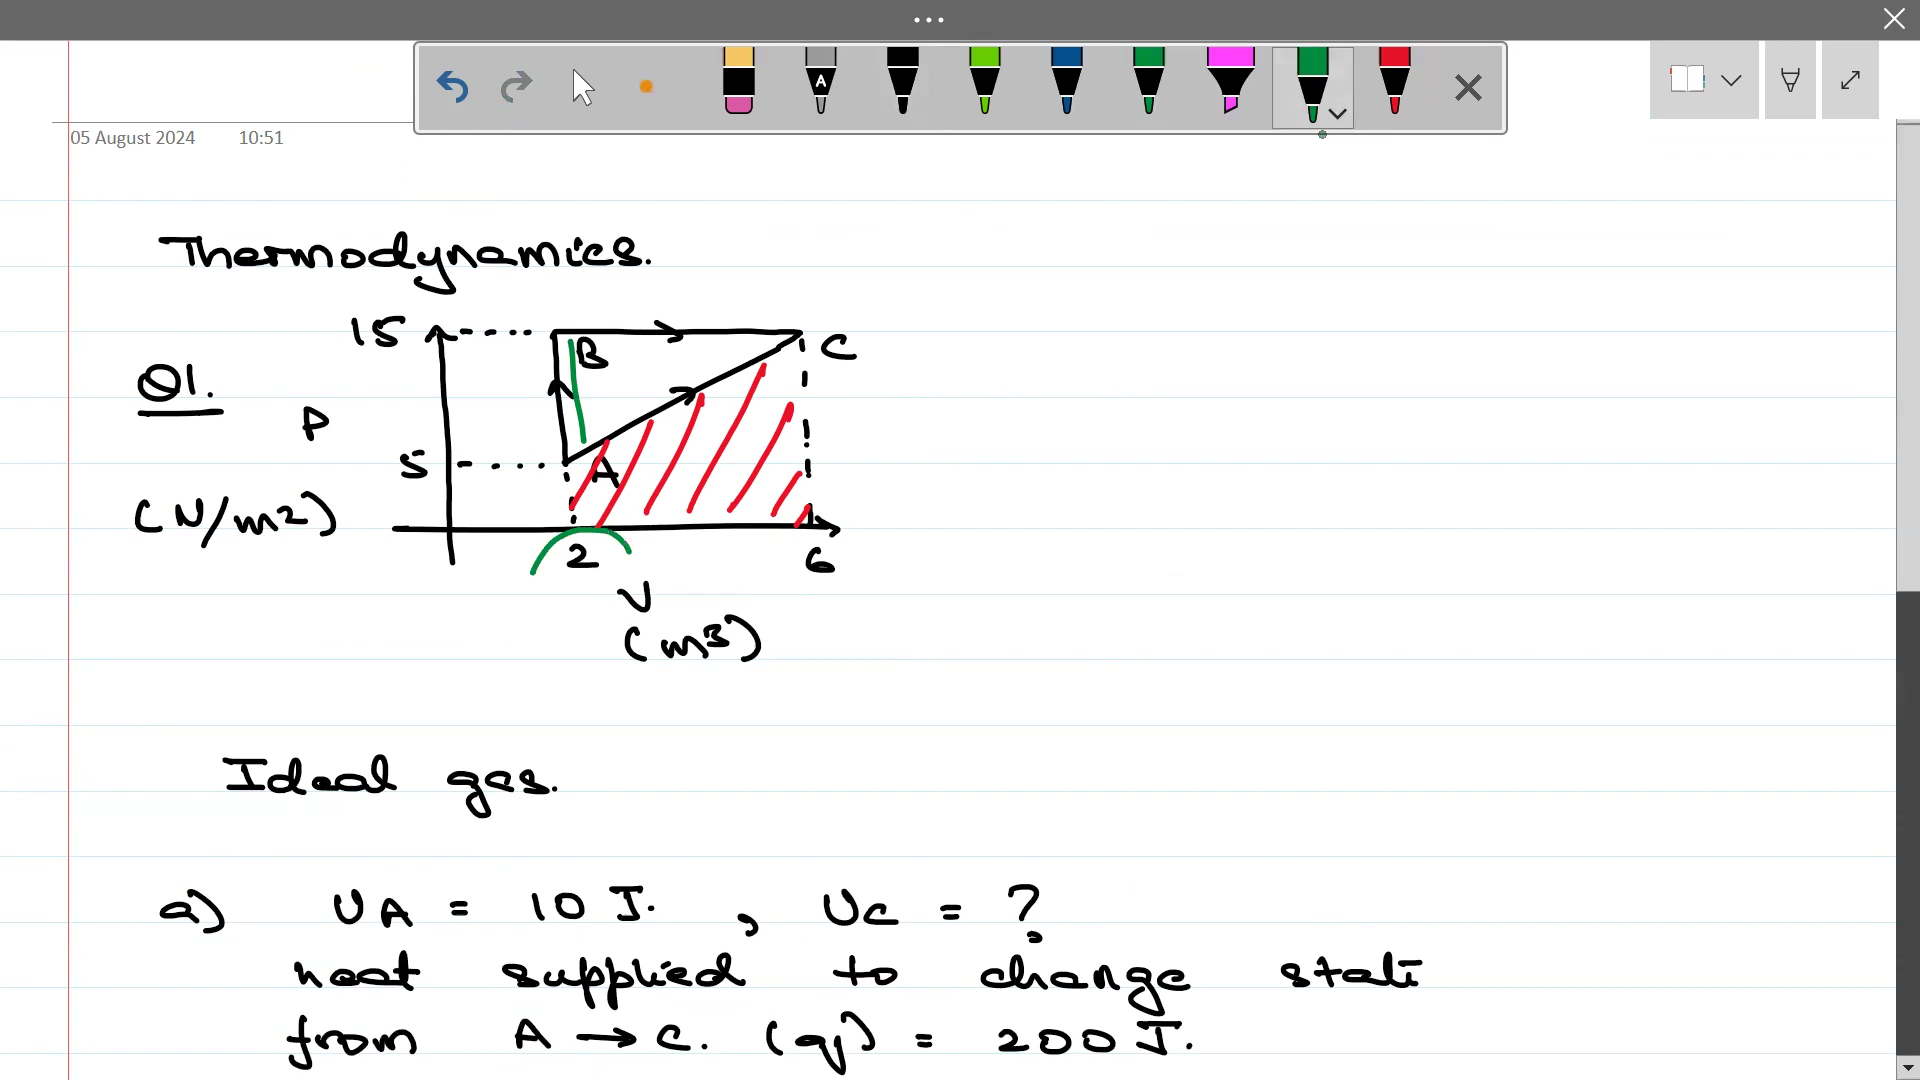 05 August 2024 10:51
Thermodynamics.
15
B
C
Q1.
P
5
A
(N/m2)
2
6
V
(m3)
Ideal gas.
a) UA = 10 J. , UC = ?
heat supplied to change state
from A → C. (q) = 200 J.